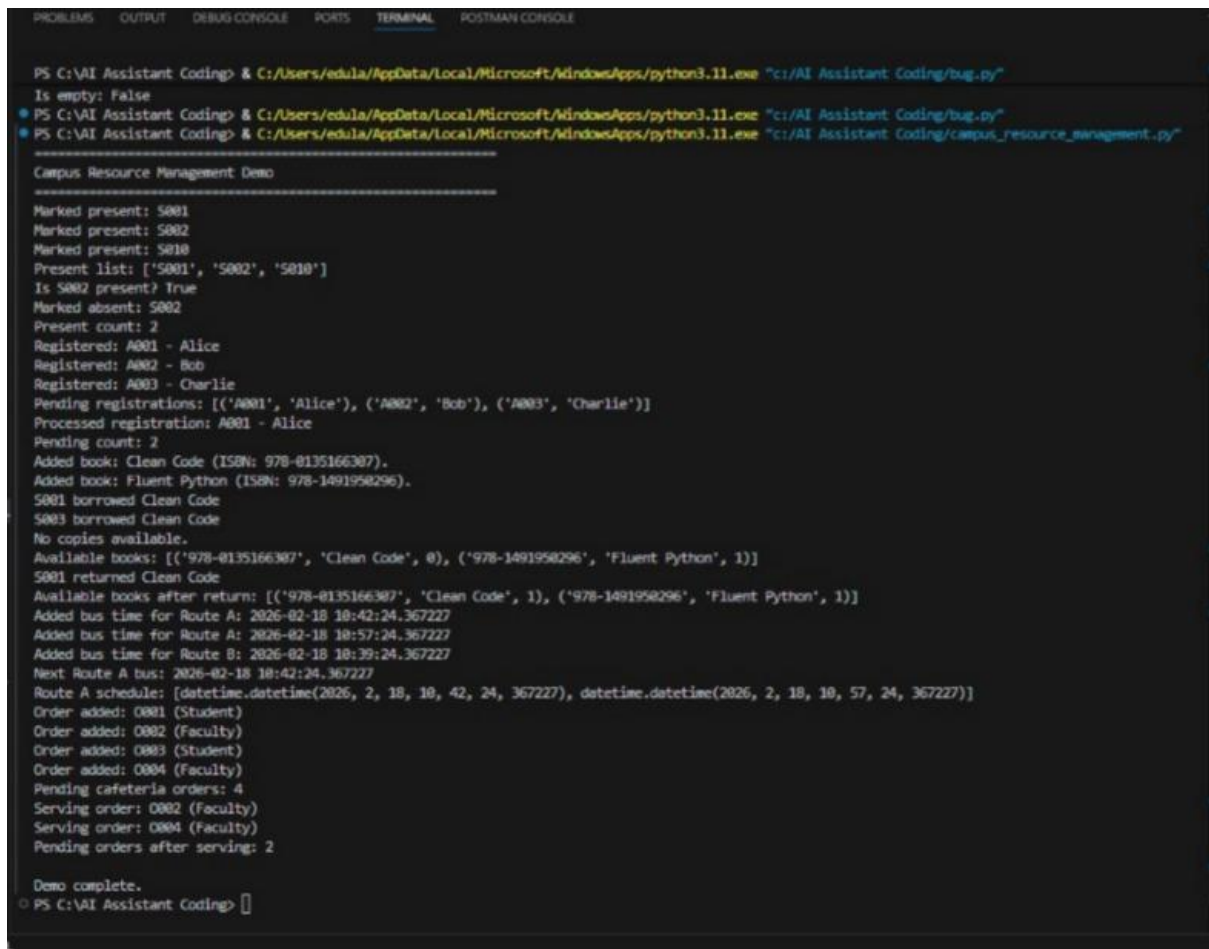 PROBLEMS OUTPUT DEBUG CONSOLE PORTS TERMINAL POSTMAN CONSOLE
PS C:\AI Assistant Coding> & C:/Users/edula/AppData/Local/Microsoft/WindowsApps/python3.11.exe "c:/AI Assistant Coding/bug.py"
Is empty: False
PS C:\AI Assistant Coding> & C:/Users/edula/AppData/Local/Microsoft/WindowsApps/python3.11.exe "c:/AI Assistant Coding/bug.py"
PS C:\AI Assistant Coding> & C:/Users/edula/AppData/Local/Microsoft/WindowsApps/python3.11.exe "c:/AI Assistant Coding/campus_resource_management.py"
============================================================
Campus Resource Management Demo
============================================================
Marked present: S001
Marked present: S002
Marked present: S010
Present list: ['S001', 'S002', 'S010']
Is S002 present? True
Marked absent: S002
Present count: 2
Registered: A001 - Alice
Registered: A002 - Bob
Registered: A003 - Charlie
Pending registrations: [('A001', 'Alice'), ('A002', 'Bob'), ('A003', 'Charlie')]
Processed registration: A001 - Alice
Pending count: 2
Added book: Clean Code (ISBN: 978-0135166307).
Added book: Fluent Python (ISBN: 978-1491950296).
S001 borrowed Clean Code
S003 borrowed Clean Code
No copies available.
Available books: [('978-0135166307', 'Clean Code', 0), ('978-1491950296', 'Fluent Python', 1)]
S001 returned Clean Code
Available books after return: [('978-0135166307', 'Clean Code', 1), ('978-1491950296', 'Fluent Python', 1)]
Added bus time for Route A: 2026-02-18 10:42:24.367227
Added bus time for Route A: 2026-02-18 10:57:24.367227
Added bus time for Route B: 2026-02-18 10:39:24.367227
Next Route A bus: 2026-02-18 10:42:24.367227
Route A schedule: [datetime.datetime(2026, 2, 18, 10, 42, 24, 367227), datetime.datetime(2026, 2, 18, 10, 57, 24, 367227)]
Order added: O001 (Student)
Order added: O002 (Faculty)
Order added: O003 (Student)
Order added: O004 (Faculty)
Pending cafeteria orders: 4
Serving order: O002 (Faculty)
Serving order: O004 (Faculty)
Pending orders after serving: 2
Demo complete.
PS C:\AI Assistant Coding>